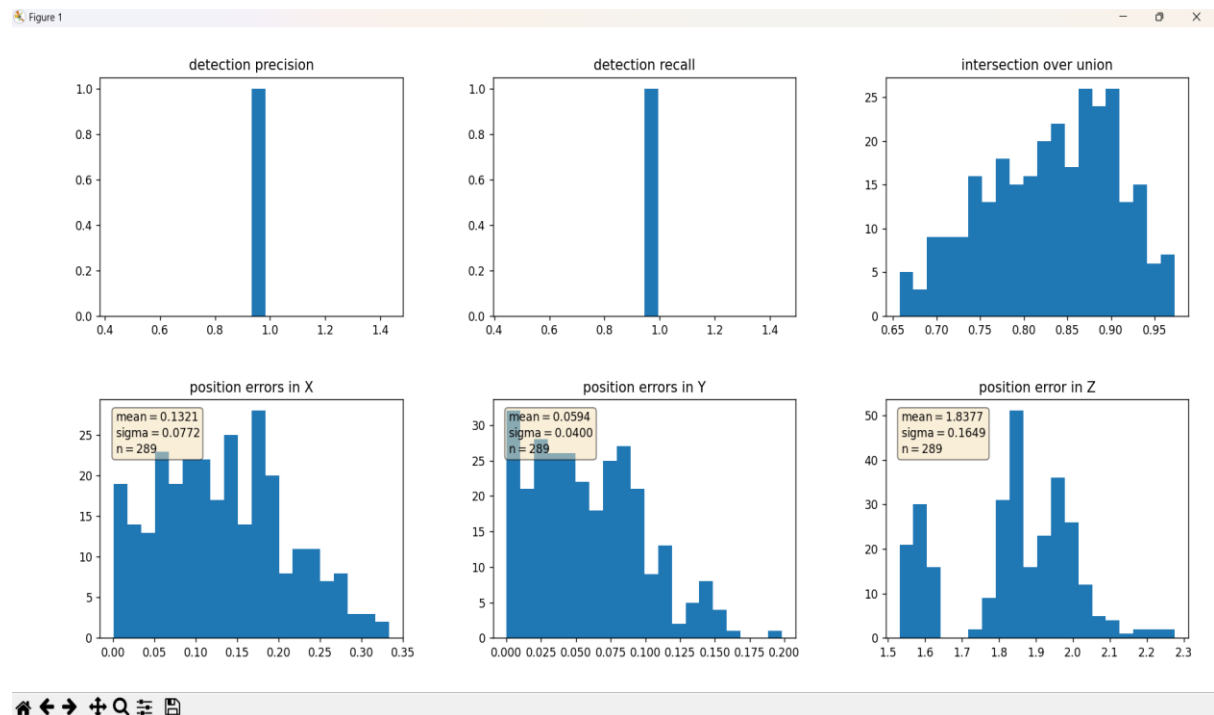 Figure 1
detection precision
1.0
0.8
0.6
0.4
0.2
0.0
0.4 0.6 0.8 1.0 1.2 1.4
detection recall
1.0
0.8
0.6
0.4
0.2
0.0
0.4 0.6 0.8 1.0 1.2 1.4
intersection over union
25
20
15
10
5
0
0.65 0.70 0.75 0.80 0.85 0.90 0.95
position errors in X
mean = 0.1321
sigma = 0.0772
n = 289
25
20
15
10
5
0
0.00 0.05 0.10 0.15 0.20 0.25 0.30 0.35
position errors in Y
mean = 0.0594
sigma = 0.0400
n = 289
30
25
20
15
10
5
0
0.000 0.025 0.050 0.075 0.100 0.125 0.150 0.175 0.200
position error in Z
mean = 1.8377
sigma = 0.1649
n = 289
50
40
30
20
10
0
1.5 1.6 1.7 1.8 1.9 2.0 2.1 2.2 2.3